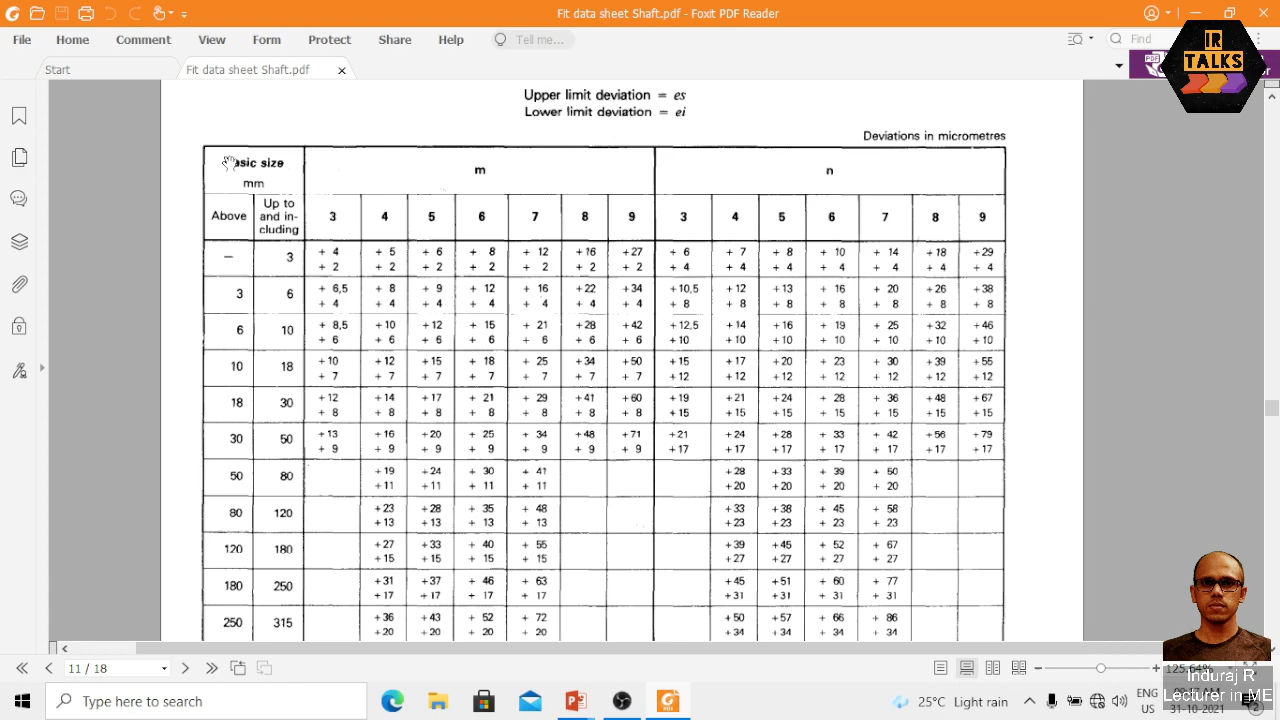 Fit data sheet Shaft.pdf - Foxit PDF Reader
File Home Comment View Form Protect Share Help Tell me... Find
Start Fit data sheet Shaft.pdf
IR
TALKS
Upper limit deviation = es
Lower limit deviation = ei
Deviations in micrometres
asic size m n
mm
Above Up to and in-cluding 3 4 5 6 7 8 9 3 4 5 6 7 8 9
– 3 + 4 + 5 + 6 + 8 + 12 +16 +27 + 6 + 7 + 8 + 10 + 14 +18 +29
+ 2 + 2 + 2 + 2 + 2 + 2 + 2 + 4 + 4 + 4 + 4 + 4 + 4 + 4
3 6 + 6,5 + 8 + 9 + 12 + 16 +22 +34 +10,5 +12 +13 + 16 + 20 +26 +38
+ 4 + 4 + 4 + 4 + 4 + 4 + 4 + 8 + 8 + 8 + 8 + 8 + 8 + 8
6 10 + 8,5 +10 +12 + 15 + 21 +28 +42 +12,5 +14 +16 + 19 + 25 +32 +46
+ 6 + 6 + 6 + 6 + 6 + 6 + 6 +10 +10 +10 + 10 + 10 +10 +10
10 18 +10 +12 +15 + 18 + 25 +34 +50 +15 +17 +20 + 23 + 30 +39 +55
+ 7 + 7 + 7 + 7 + 7 + 7 + 7 +12 +12 +12 + 12 + 12 +12 +12
18 30 +12 +14 +17 + 21 + 29 +41 +60 +19 +21 +24 + 28 + 36 +48 +67
+ 8 + 8 + 8 + 8 + 8 + 8 + 8 +15 +15 +15 + 15 + 15 +15 +15
30 50 +13 +16 +20 + 25 + 34 +48 +71 +21 +24 +28 + 33 + 42 +56 +79
+ 9 + 9 + 9 + 9 + 9 + 9 + 9 +17 +17 +17 + 17 + 17 +17 +17
50 80 +19 +24 + 30 + 41 +28 +33 + 39 + 50
+11 +11 + 11 + 11 +20 +20 + 20 + 20
80 120 +23 +28 + 35 + 48 +33 +38 + 45 + 58
+13 +13 + 13 + 13 +23 +23 + 23 + 23
120 180 +27 +33 + 40 + 55 +39 +45 + 52 + 67
+15 +15 + 15 + 15 +27 +27 + 27 + 27
180 250 +31 +37 + 46 + 63 +45 +51 + 60 + 77
+17 +17 + 17 + 17 +31 +31 + 31 + 31
250 315 +36 +43 + 52 + 72 +50 +57 + 66 + 86
+20 +20 + 20 + 20 +34 +34 + 34 + 34
11 / 18 125.64%
Induraj R
Lecturer in ME
Type here to search 25°C Light rain ENG
US 31-10-2021